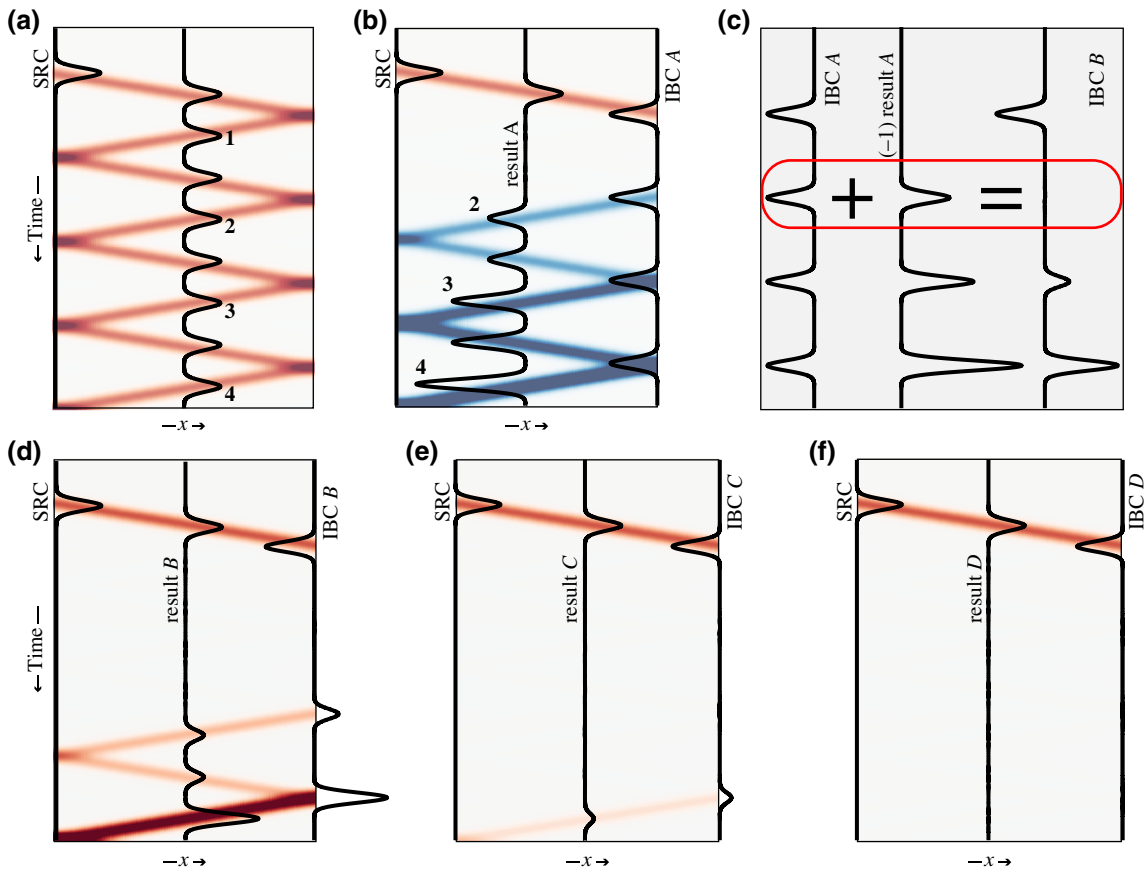 (a)
SRC
1
2
3
4
←Time—
—x→
(b)
SRC
result A
IBC A
2
3
4
—x→
(c)
IBC A
(-1) result A
IBC B
+
=
(d)
SRC
result B
IBC B
←Time—
—x→
(e)
SRC
result C
IBC C
—x→
(f)
SRC
result D
IBC D
—x→